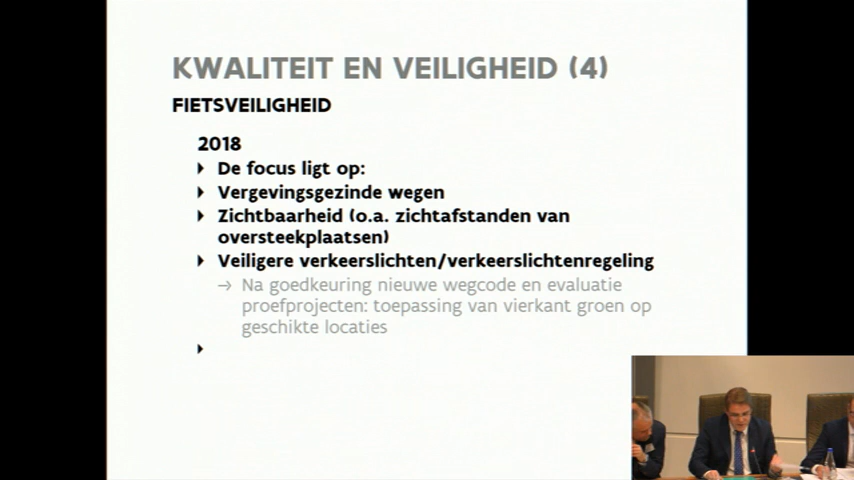 KWALITEIT EN VEILIGHEID (4)
FIETSVEILIGHEID
2018
De focus ligt op:
Vergevingsgezinde wegen
Zichtbaarheid (o.a. zichtafstanden van
oversteekplaatsen)
Veiligere verkeerslichten/verkeerslichtenregeling
→ Na goedkeuring nieuwe wegcode en evaluatie
proefprojecten: toepassing van vierkant groen op
geschikte locaties